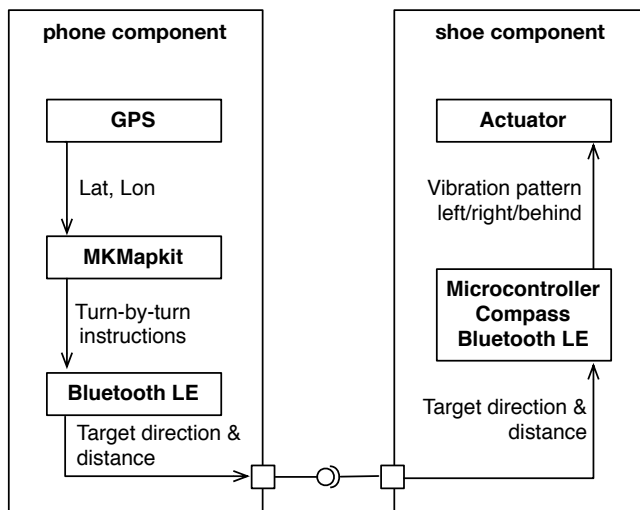 phone component
GPS
Lat, Lon
MKMapkit
Turn-by-turn
instructions
Bluetooth LE
Target direction &
distance
shoe component
Actuator
Vibration pattern
left/right/behind
Microcontroller
Compass
Bluetooth LE
Target direction &
distance